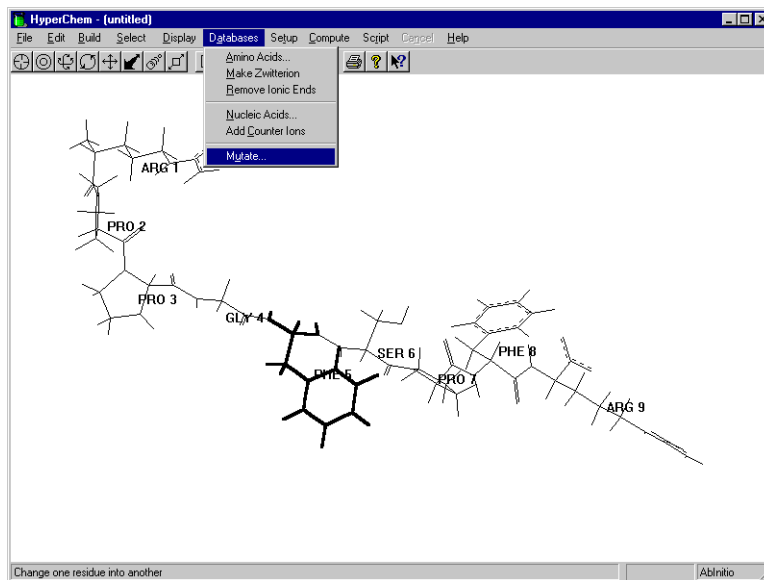 HyperChem - (untitled)
File Edit Build Select Display Databases Setup Compute Script Cancel Help
Amino Acids...
Make Zwitterion
Remove Ionic Ends
Nucleic Acids...
Add Counter Ions
Mutate...
ARG 1
PRO 2
PRO 3
GLY 4
PHE 5
SER 6
PRO 7
PHE 8
ARG 9
Change one residue into another
AbInitio